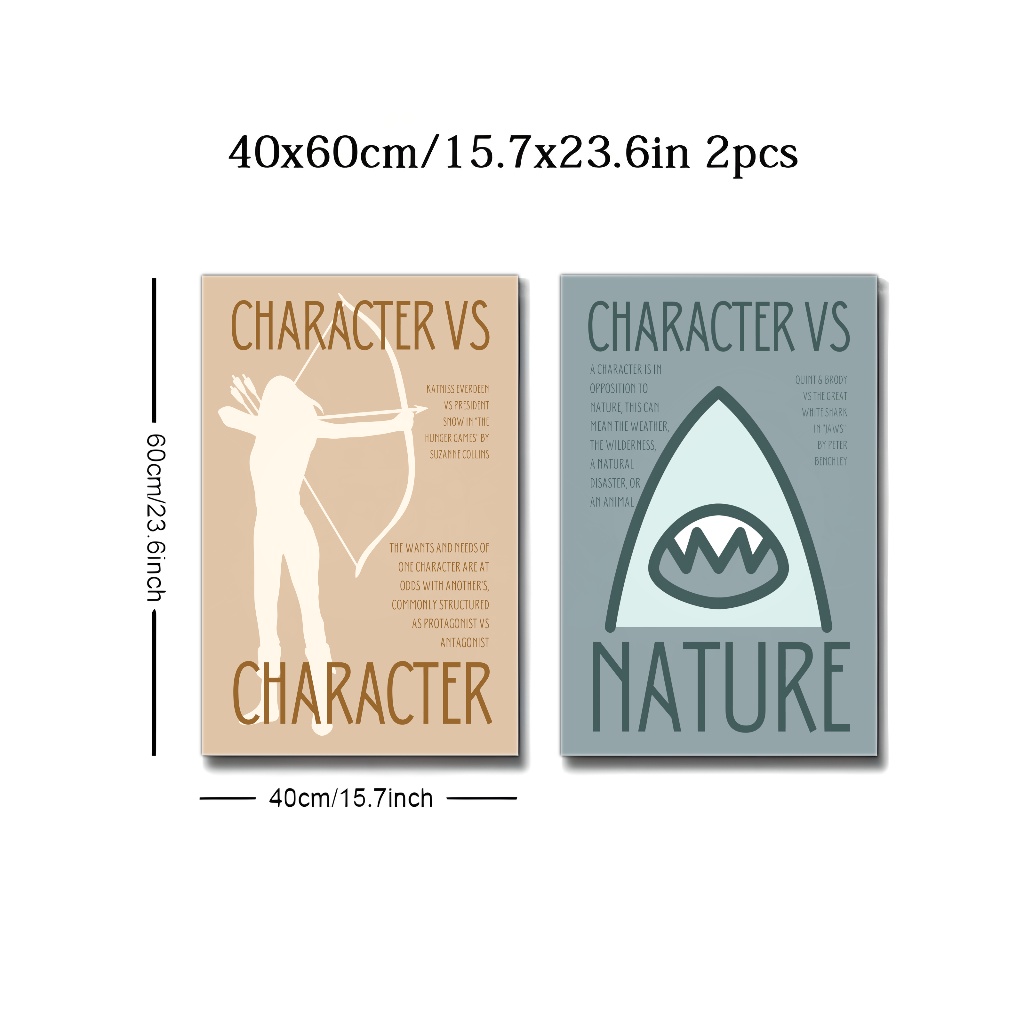 40x60cm/15.7x23.6in 2pcs
60cm/23.6inch
CHARACTER VS
KATNISS EVERDEEN
VS PRESIDENT
SNOW IN "THE
HUNGER GAMES" BY
SUZANNE COLLINS
THE WANTS AND NEEDS OF
ONE CHARACTER ARE AT
ODDS WITH ANOTHER'S,
COMMONLY STRUCTURED
AS PROTAGONIST VS
ANTAGONIST
CHARACTER
40cm/15.7inch
CHARACTER VS
A CHARACTER IS IN
OPPOSITION TO
NATURE, THIS CAN
MEAN THE WEATHER,
THE WILDERNESS,
A NATURAL
DISASTER, OR
AN ANIMAL
QUINT & BRODY
VS THE GREAT
WHITE SHARK
IN "JAWS"
BY PETER
BENCHLEY
NATURE